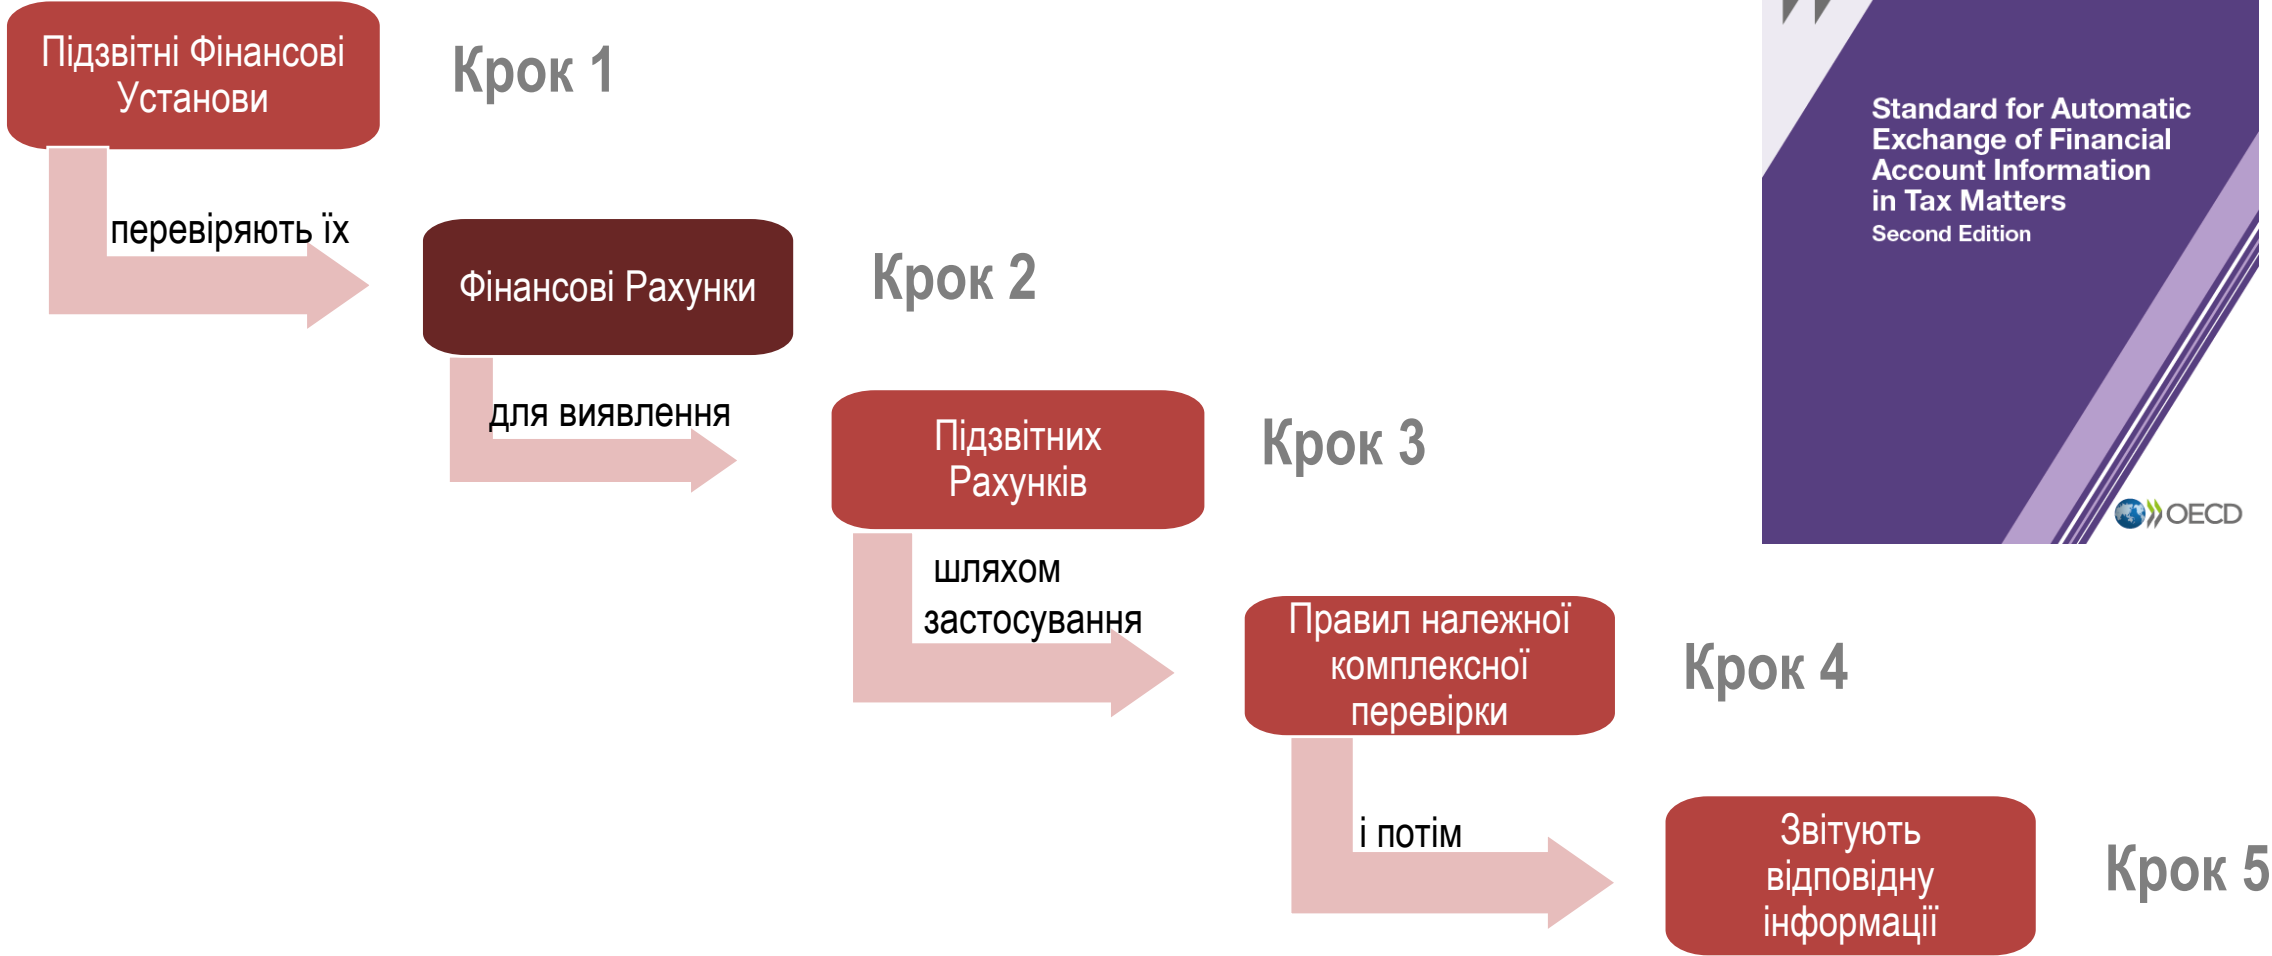 Підзвітні Фінансові
Установи
Крок 1
перевіряють їх
Фінансові Рахунки
Крок 2
для виявлення
Підзвітних
Рахунків
Крок 3
шляхом
застосування
Правил належної
комплексної
перевірки
Крок 4
і потім
Звітують
відповідну
інформації
Крок 5
Standard for Automatic
Exchange of Financial
Account Information
in Tax Matters
Second Edition
OECD